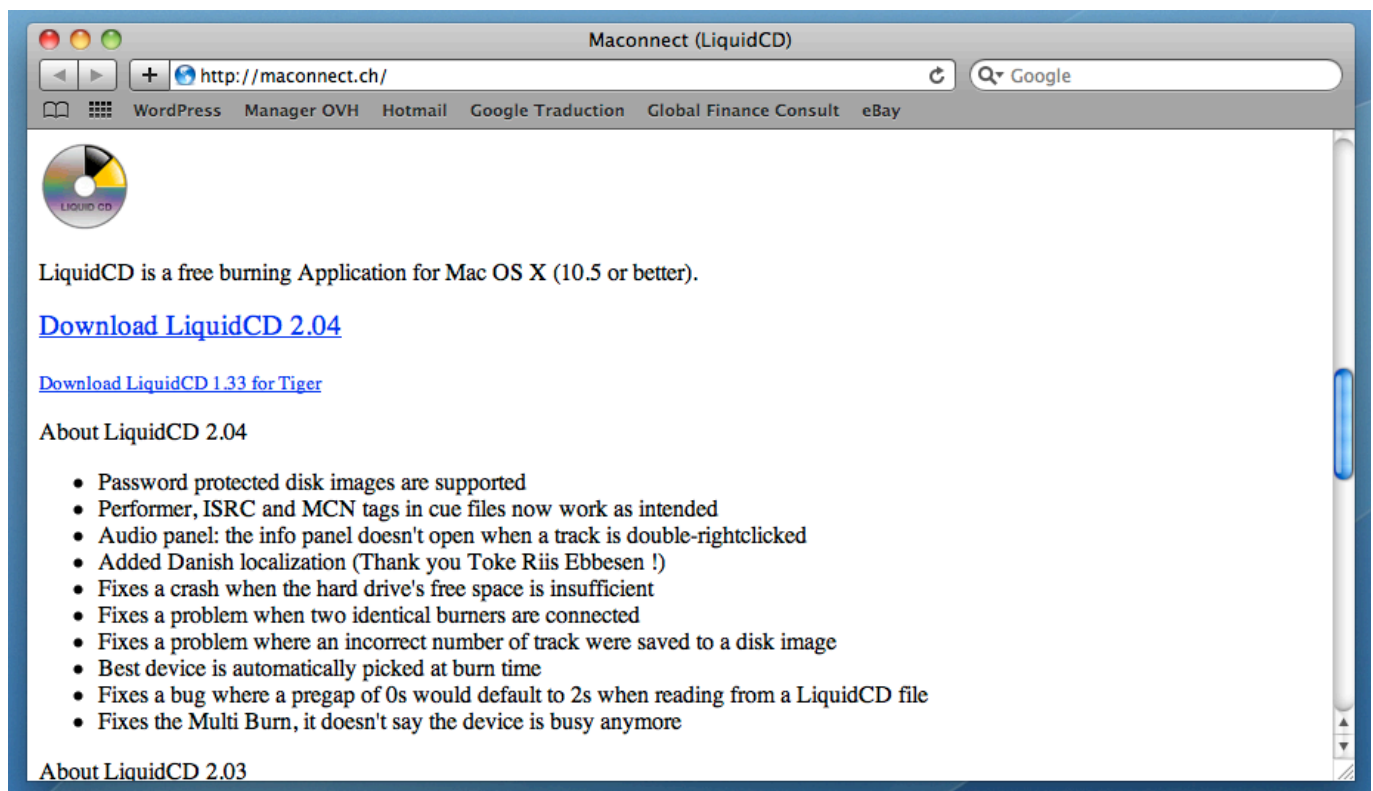 Maconnect (LiquidCD)
http://maconnect.ch/
Google
WordPress Manager OVH Hotmail Google Traduction Global Finance Consult eBay
LIQUID CD
LiquidCD is a free burning Application for Mac OS X (10.5 or better).
Download LiquidCD 2.04
Download LiquidCD 1.33 for Tiger
About LiquidCD 2.04
• Password protected disk images are supported
• Performer, ISRC and MCN tags in cue files now work as intended
• Audio panel: the info panel doesn't open when a track is double-rightclicked
• Added Danish localization (Thank you Toke Riis Ebbesen !)
• Fixes a crash when the hard drive's free space is insufficient
• Fixes a problem when two identical burners are connected
• Fixes a problem where an incorrect number of track were saved to a disk image
• Best device is automatically picked at burn time
• Fixes a bug where a pregap of 0s would default to 2s when reading from a LiquidCD file
• Fixes the Multi Burn, it doesn't say the device is busy anymore
About LiquidCD 2.03